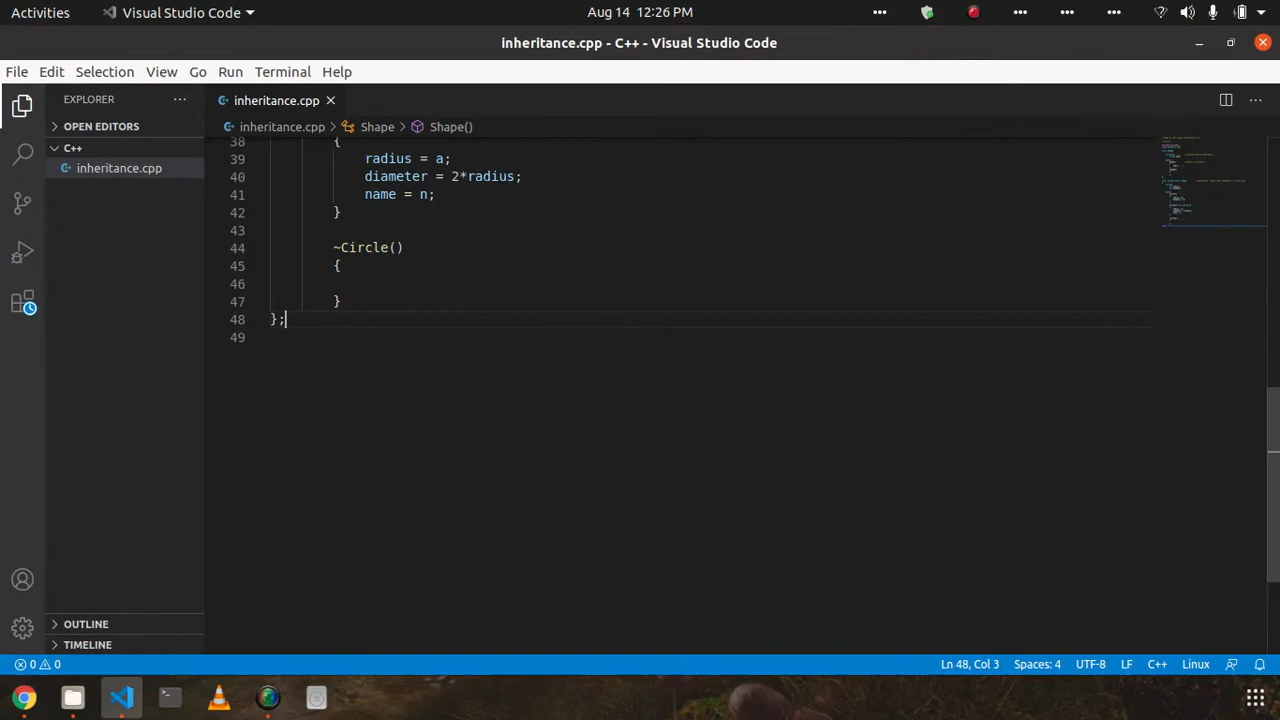 Activities Visual Studio Code Aug 14 12:26 PM
inheritance.cpp - C++ - Visual Studio Code
File Edit Selection View Go Run Terminal Help
EXPLORER
inheritance.cpp
OPEN EDITORS
inheritance.cpp > Shape > Shape()
C++
inheritance.cpp
38 {
39 radius = a;
40 diameter = 2*radius;
41 name = n;
42 }
43
44 ~Circle()
45 {
46
47 }
48 };
49
OUTLINE
TIMELINE
0 0 Ln 48, Col 3 Spaces: 4 UTF-8 LF C++ Linux